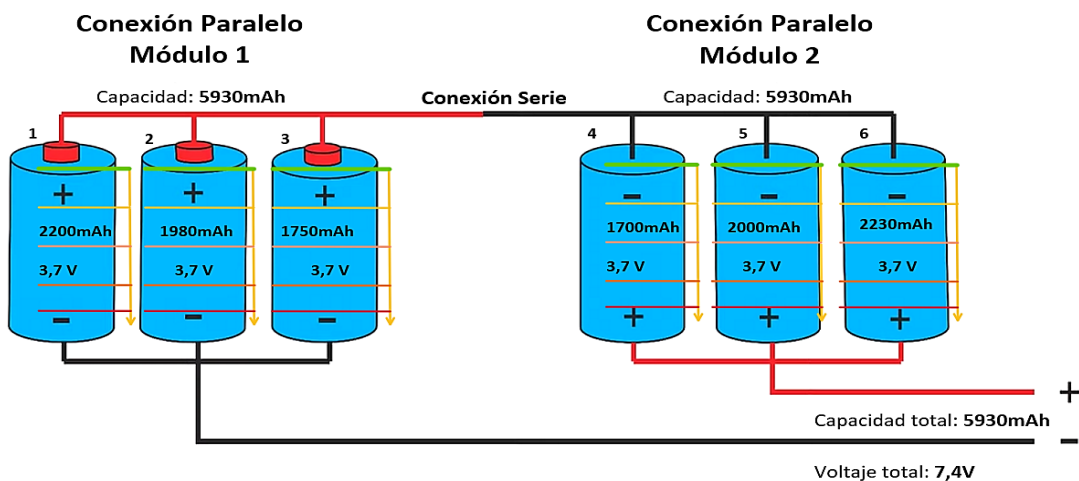 Conexión Paralelo
Módulo 1
Conexión Paralelo
Módulo 2
Capacidad: 5930mAh
Conexión Serie
Capacidad: 5930mAh
1
2
3
4
5
6
+
+
+
−
−
−
2200mAh
1980mAh
1750mAh
1700mAh
2000mAh
2230mAh
3,7 V
3,7 V
3,7 V
3,7 V
3,7 V
3,7 V
−
−
−
+
+
+
+
Capacidad total: 5930mAh
−
Voltaje total: 7,4V